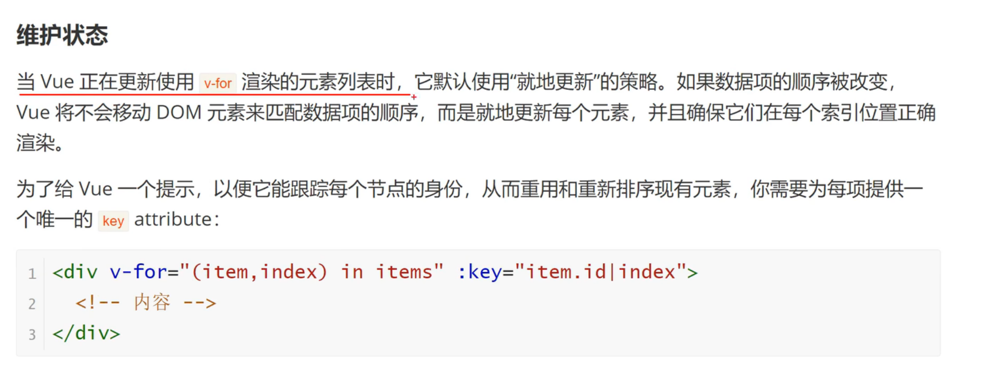 维护状态
当 Vue 正在更新使用 v-for 渲染的元素列表时，它默认使用“就地更新”的策略。如果数据项的顺序被改变，
Vue 将不会移动 DOM 元素来匹配数据项的顺序，而是就地更新每个元素，并且确保它们在每个索引位置正确
渲染。
为了给 Vue 一个提示，以便它能跟踪每个节点的身份，从而重用和重新排序现有元素，你需要为每项提供一
个唯一的 key attribute：
1 <div v-for="(item,index) in items" :key="item.id|index">
2 <!-- 内容 -->
3 </div>